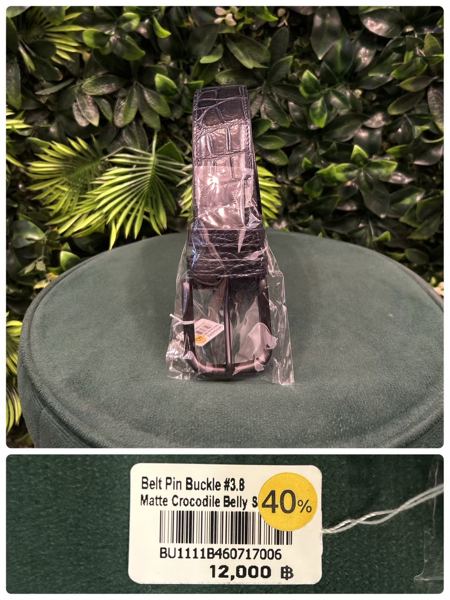 Belt Pin Buckle #3.8
Matte Crocodile Belly
40%
BU1111B460717006
12,000 ฿